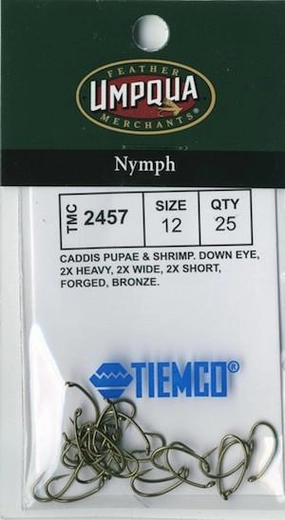 FEATHER
UMPQUA
MERCHANTS®
Nymph
TMC 2457 SIZE 12 QTY 25
CADDIS PUPAE & SHRIMP. DOWN EYE,
2X HEAVY, 2X WIDE, 2X SHORT,
FORGED, BRONZE.
TIEMCO®